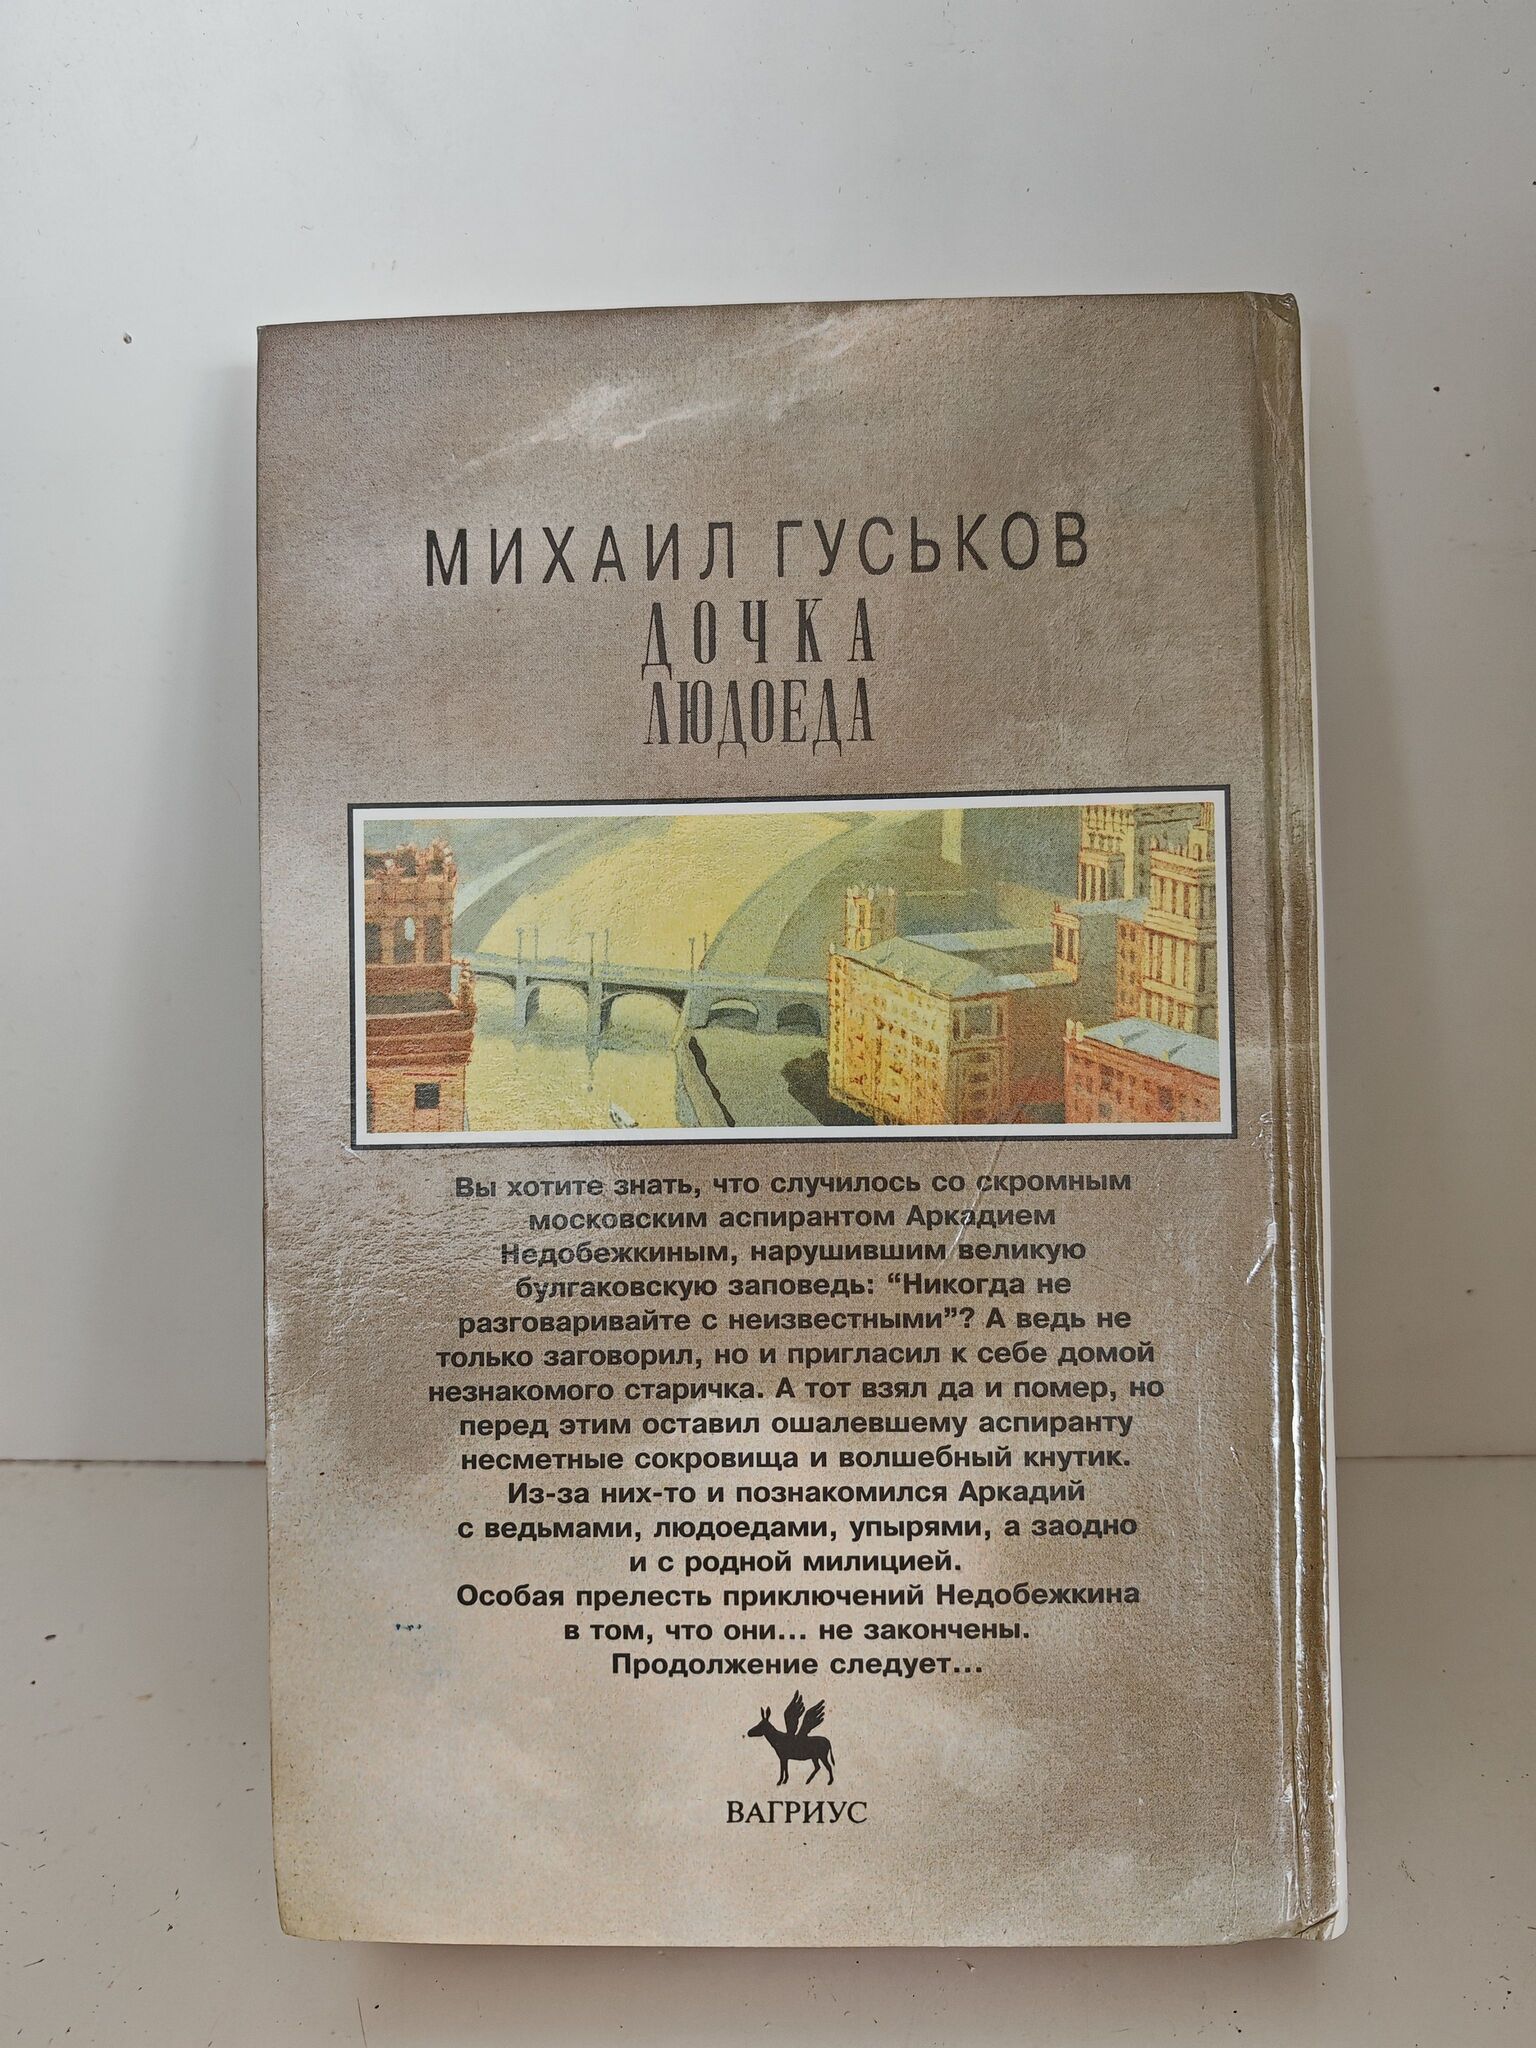 МИХАИЛ ГУСЬКОВ
ДОЧКА
ЛЮДОЕДА
Вы хотите знать, что случилось со скромным
московским аспирантом Аркадием
Недобежкиным, нарушившим великую
булгаковскую заповедь: “Никогда не
разговаривайте с неизвестными”? А ведь не
только заговорил, но и пригласил к себе домой
незнакомого старичка. А тот взял да и помер, но
перед этим оставил ошалевшему аспиранту
несметные сокровища и волшебный кнутик.
Из-за них-то и познакомился Аркадий
с ведьмами, людоедами, упырями, а заодно
и с родной милицией.
Особая прелесть приключений Недобежкина
в том, что они... не закончены.
Продолжение следует...
ВАГРИУС